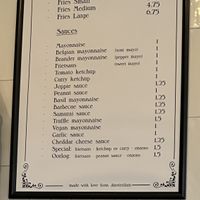 Fries Small
Fries Medium 4.75
Fries Large 6.75
Sauces
Mayonnaise 1
Belgian mayonnaise (sour mayo) 1
Brander mayonnaise (pepper mayo) 1
Fritessaus (sweet mayo) 1
Tomato ketchup 1
Curry ketchup 1
Joppie sauce 1.25
Peanut sauce 1.25
Basil mayonnaise 1.25
Barbecue sauce 1.25
Samurai sauce 1.25
Truffle mayonnaise 1.5
Vegan mayonnaise 1
Garlic sauce 1
Cheddar cheese sauce 1.25
Special: fritessaus ketchup or curry onions 1.5
Oorlog: fritessaus peanut sauce onions 1.5
made with love from Amsterdam